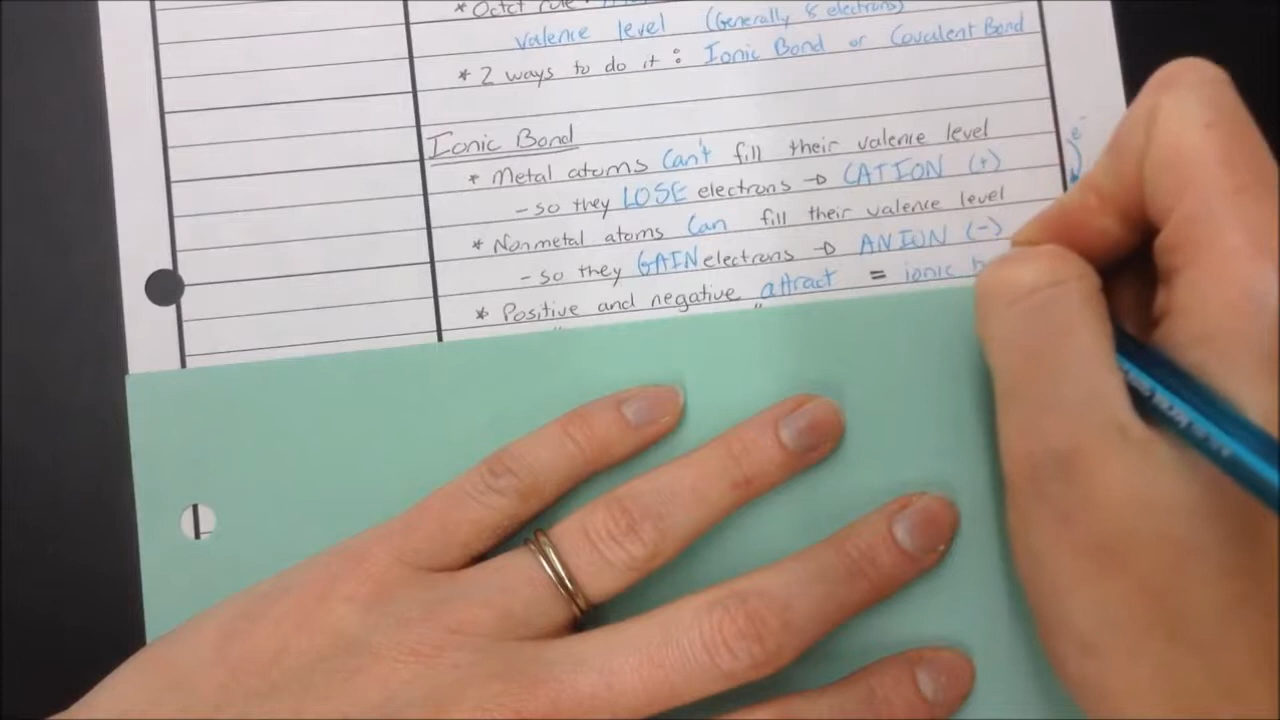 * Octet rule:
valence level (Generally 8 electrons)
* 2 ways to do it: Ionic Bond or Covalent Bond
Ionic Bond
* Metal atoms Can't fill their valence level
- so they LOSE electrons → CATION (+)
* Nonmetal atoms Can fill their valence level
- so they GAIN electrons → ANION (-)
* Positive and negative attract = ionic
e⁻